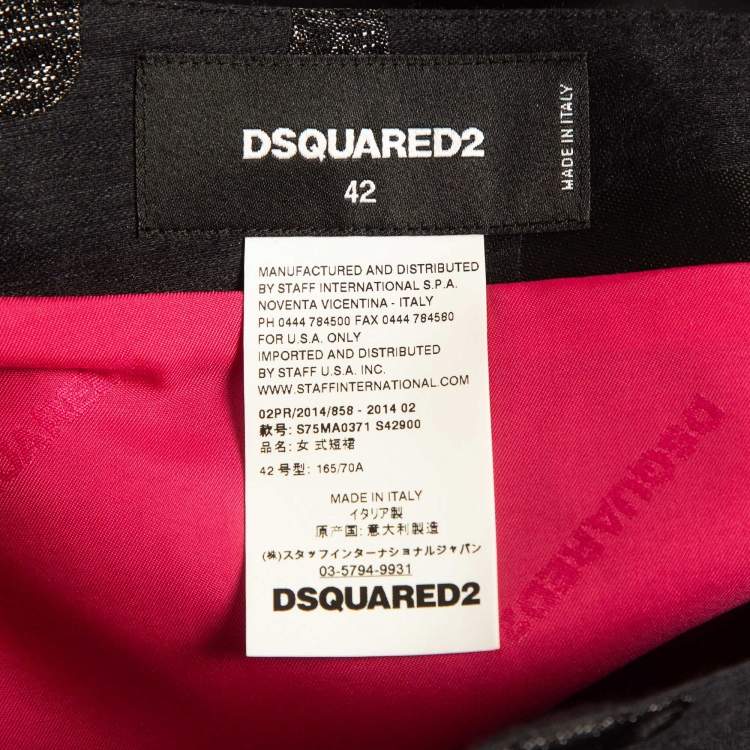 DSQUARED2
42
MADE IN ITALY
MANUFACTURED AND DISTRIBUTED
BY STAFF INTERNATIONAL S.P.A.
NOVENTA VICENTINA - ITALY
PH 0444 784500 FAX 0444 784580
FOR U.S.A. ONLY
IMPORTED AND DISTRIBUTED
BY STAFF U.S.A. INC.
WWW.STAFFINTERNATIONAL.COM
02PR/2014/858 - 2014 02
款号: S75MA0371 S42900
品名: 女 式短裙
42 号型: 165/70A
MADE IN ITALY
イタリア製
原产国: 意大利製造
(株)スタッフインターナショナルジャパン
03-5794-9931
DSQUARED2
DSQUARED2
UARED